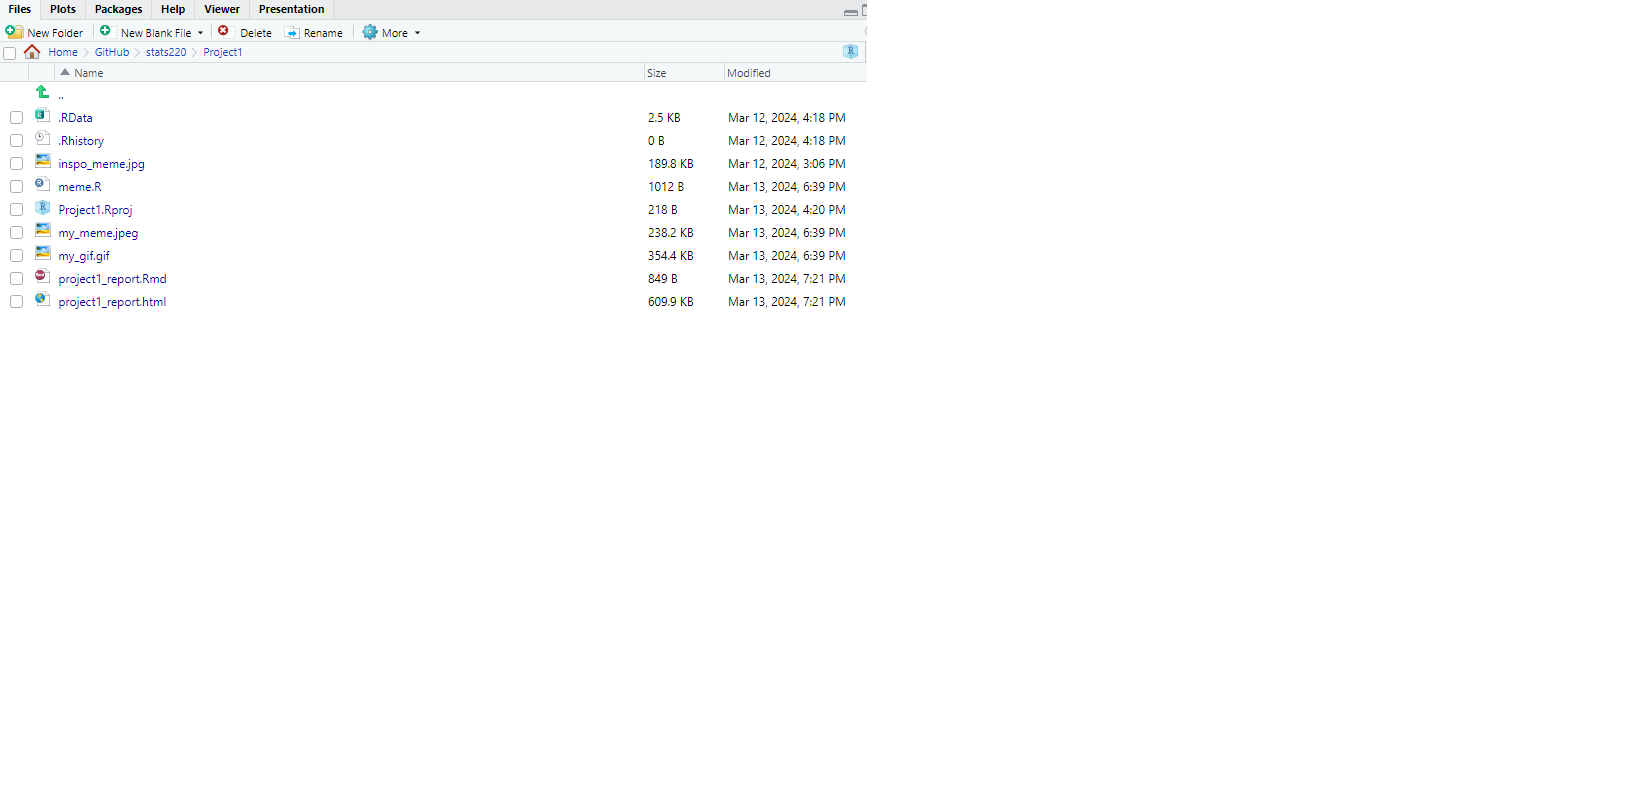 Files Plots Packages Help Viewer Presentation
New Folder New Blank File Delete Rename More
Home GitHub stats220 Project1 R
Name Size Modified
..
.RData 2.5 KB Mar 12, 2024, 4:18 PM
.Rhistory 0 B Mar 12, 2024, 4:18 PM
inspo_meme.jpg 189.8 KB Mar 12, 2024, 3:06 PM
meme.R 1012 B Mar 13, 2024, 6:39 PM
Project1.Rproj 218 B Mar 13, 2024, 4:20 PM
my_meme.jpeg 238.2 KB Mar 13, 2024, 6:39 PM
my_gif.gif 354.4 KB Mar 13, 2024, 6:39 PM
project1_report.Rmd 849 B Mar 13, 2024, 7:21 PM
project1_report.html 609.9 KB Mar 13, 2024, 7:21 PM